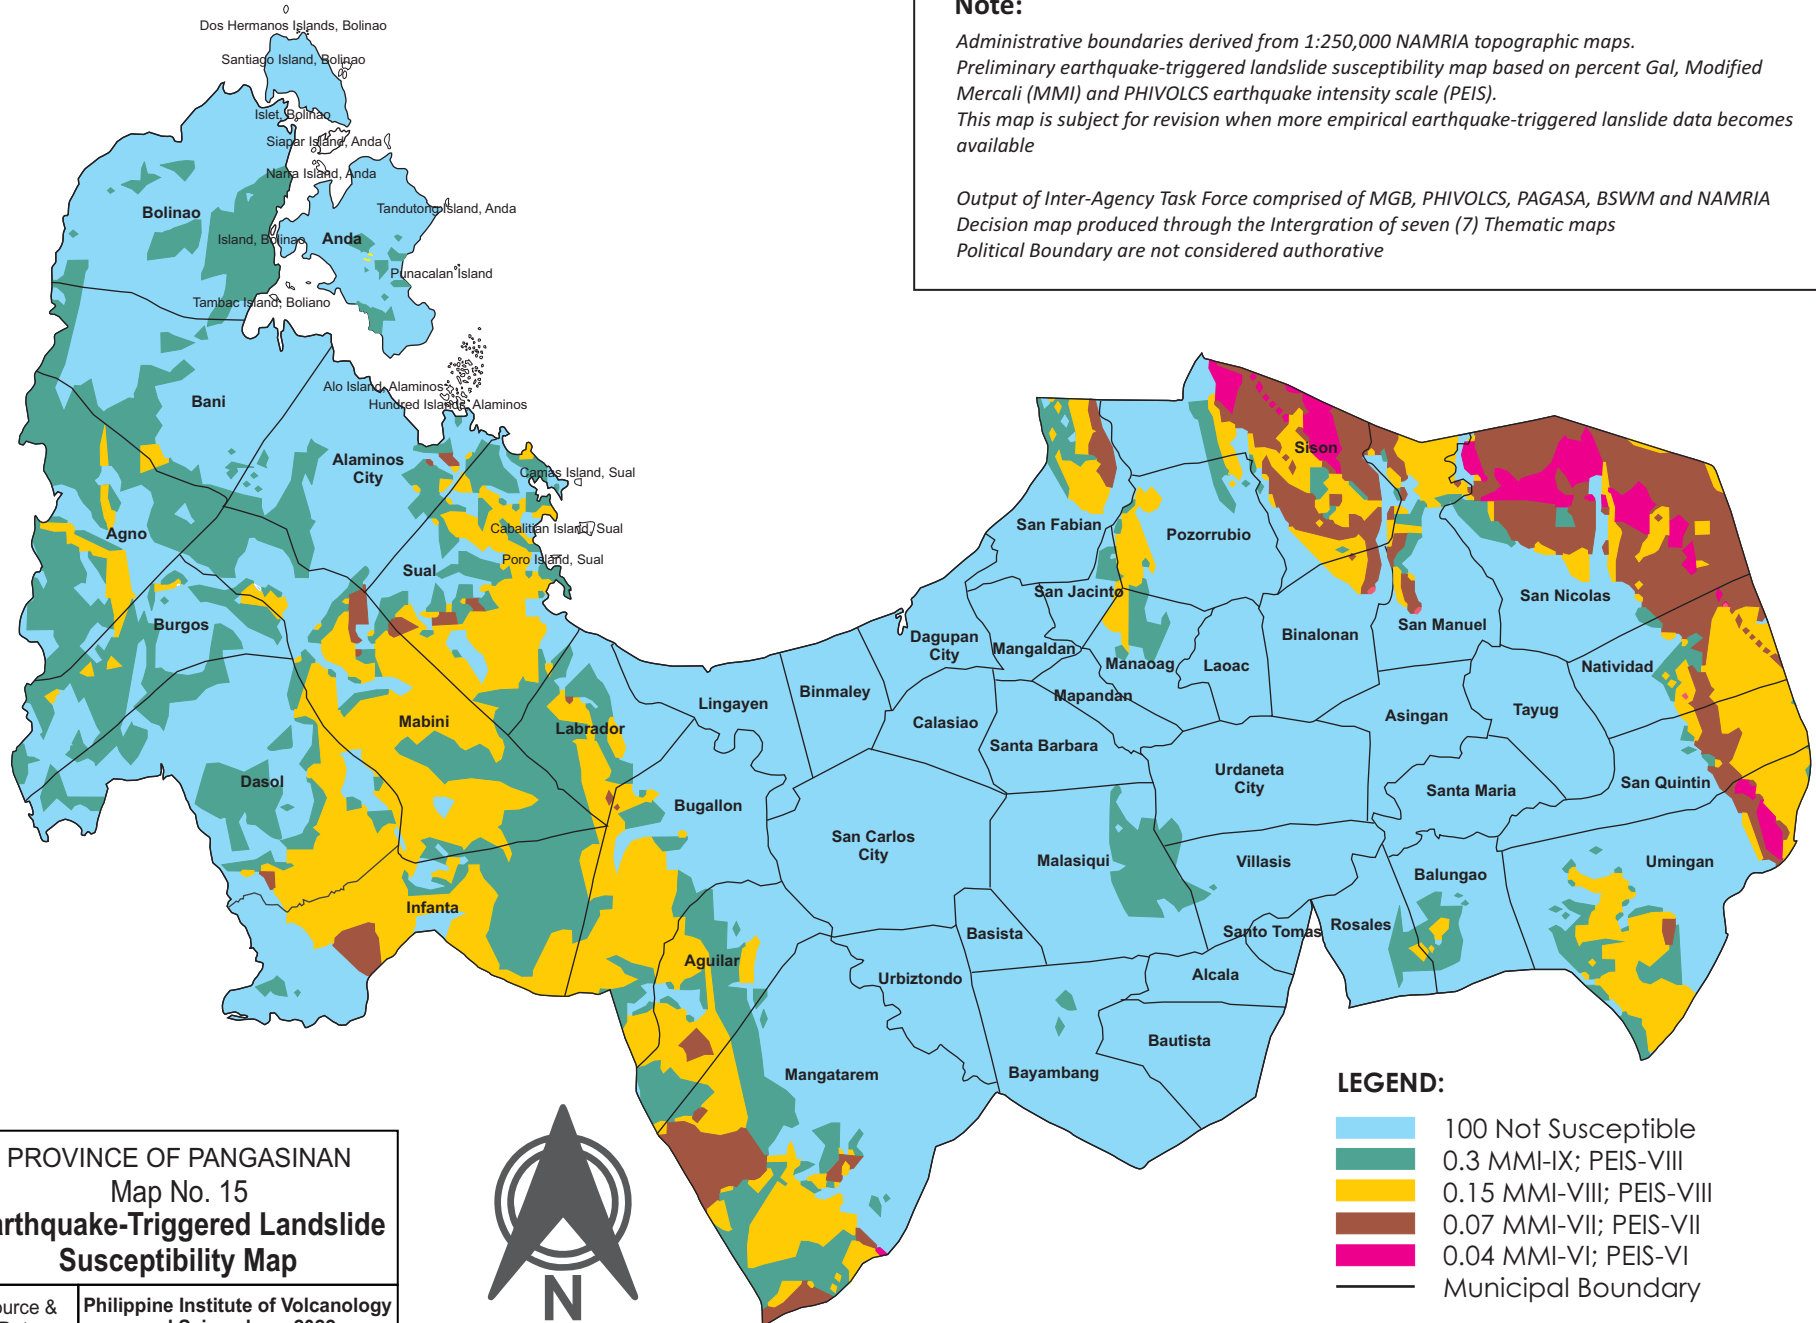 Note:
Administrative boundaries derived from 1:250,000 NAMRIA topographic maps.
Preliminary earthquake-triggered landslide susceptibility map based on percent Gal, Modified
Mercali (MMI) and PHIVOLCS earthquake intensity scale (PEIS).
This map is subject for revision when more empirical earthquake-triggered lanslide data becomes
available
Output of Inter-Agency Task Force comprised of MGB, PHIVOLCS, PAGASA, BSWM and NAMRIA
Decision map produced through the Intergration of seven (7) Thematic maps
Political Boundary are not considered authorative
Dos Hermanos Islands, Bolinao
Santiago Island, Bolinao
Islet, Bolinao
Siapar Island, Anda
Narra Island, Anda
Tandutong Island, Anda
Bolinao
Island, Bolinao
Anda
Punacalan Island
Tambac Island, Boliano
Alo Island, Alaminos
Hundred Islands, Alaminos
Bani
Alaminos
City
Camas Island, Sual
Cabalitian Island, Sual
Poro Island, Sual
Agno
Sual
Burgos
Mabini
Labrador
Dasol
Infanta
Bugallon
Lingayen
Binmaley
Dagupan
City
Mangaldan
Calasiao
Santa Barbara
San Carlos
City
Aguilar
Mangatarem
Urbiztondo
Basista
Bayambang
Malasiqui
San Fabian
San Jacinto
Manaoag
Mapandan
Pozorrubio
Sison
Laoac
Binalonan
San Manuel
San Nicolas
Natividad
Asingan
Tayug
Urdaneta
City
Santa Maria
San Quintin
Villasis
Balungao
Umingan
Santo Tomas
Rosales
Alcala
Bautista
LEGEND:
100 Not Susceptible
0.3 MMI-IX; PEIS-VIII
0.15 MMI-VIII; PEIS-VIII
0.07 MMI-VII; PEIS-VII
0.04 MMI-VI; PEIS-VI
Municipal Boundary
N
PROVINCE OF PANGASINAN
Map No. 15
arthquake-Triggered Landslide
Susceptibility Map
ource &
Philippine Institute of Volcanology